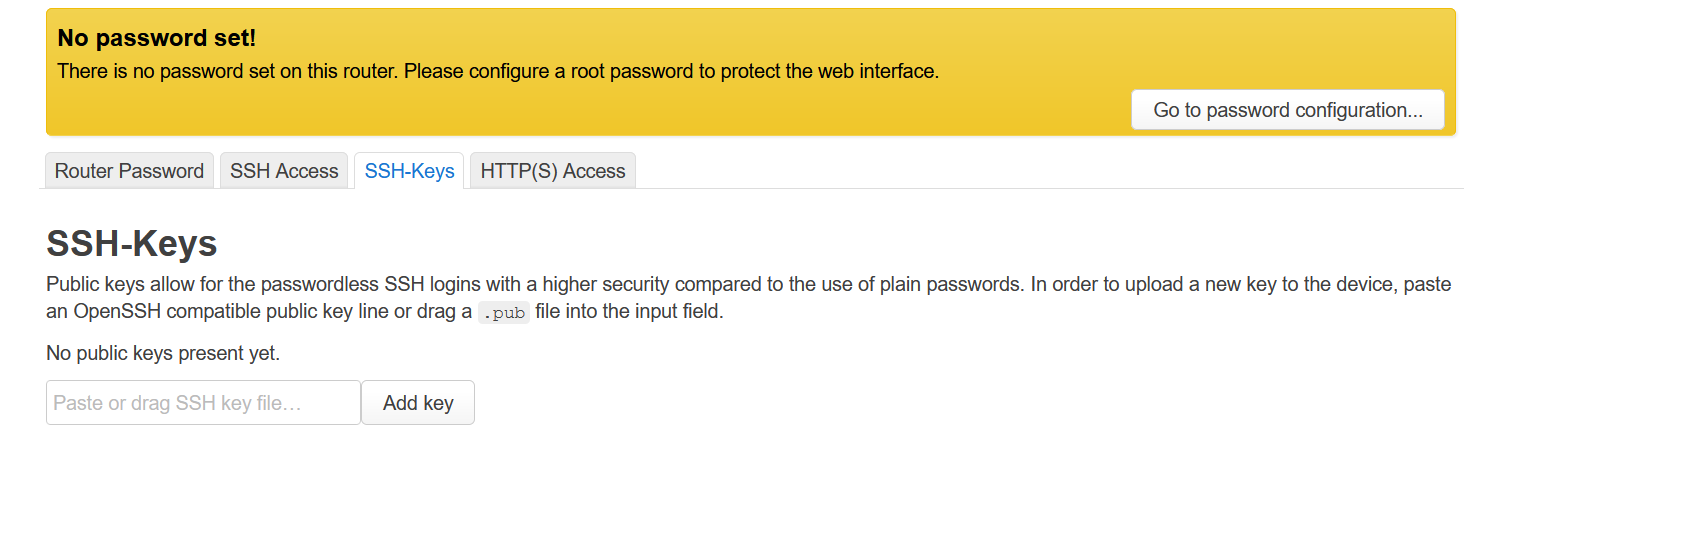 No password set!
There is no password set on this router. Please configure a root password to protect the web interface.
Go to password configuration...
Router Password SSH Access SSH-Keys HTTP(S) Access
SSH-Keys
Public keys allow for the passwordless SSH logins with a higher security compared to the use of plain passwords. In order to upload a new key to the device, paste
an OpenSSH compatible public key line or drag a .pub file into the input field.
No public keys present yet.
Paste or drag SSH key file… Add key